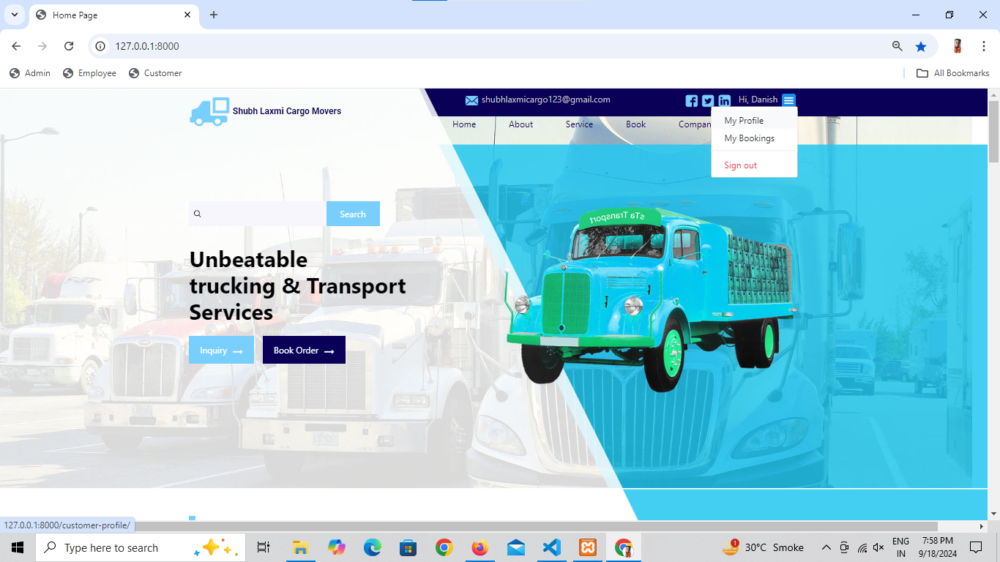 Home Page
127.0.0.1:8000
Admin
Employee
Customer
All Bookmarks
Shubh Laxmi Cargo Movers
shubhlaxmicargo123@gmail.com
Hi, Danish
Home
About
Service
Book
Compan
My Profile
My Bookings
Sign out
Search
sTa Transport
Unbeatable
trucking & Transport
Services
Inquiry
Book Order
127.0.0.1:8000/customer-profile/
Type here to search
1
30°C Smoke
ENG
IN
7:58 PM
9/18/2024